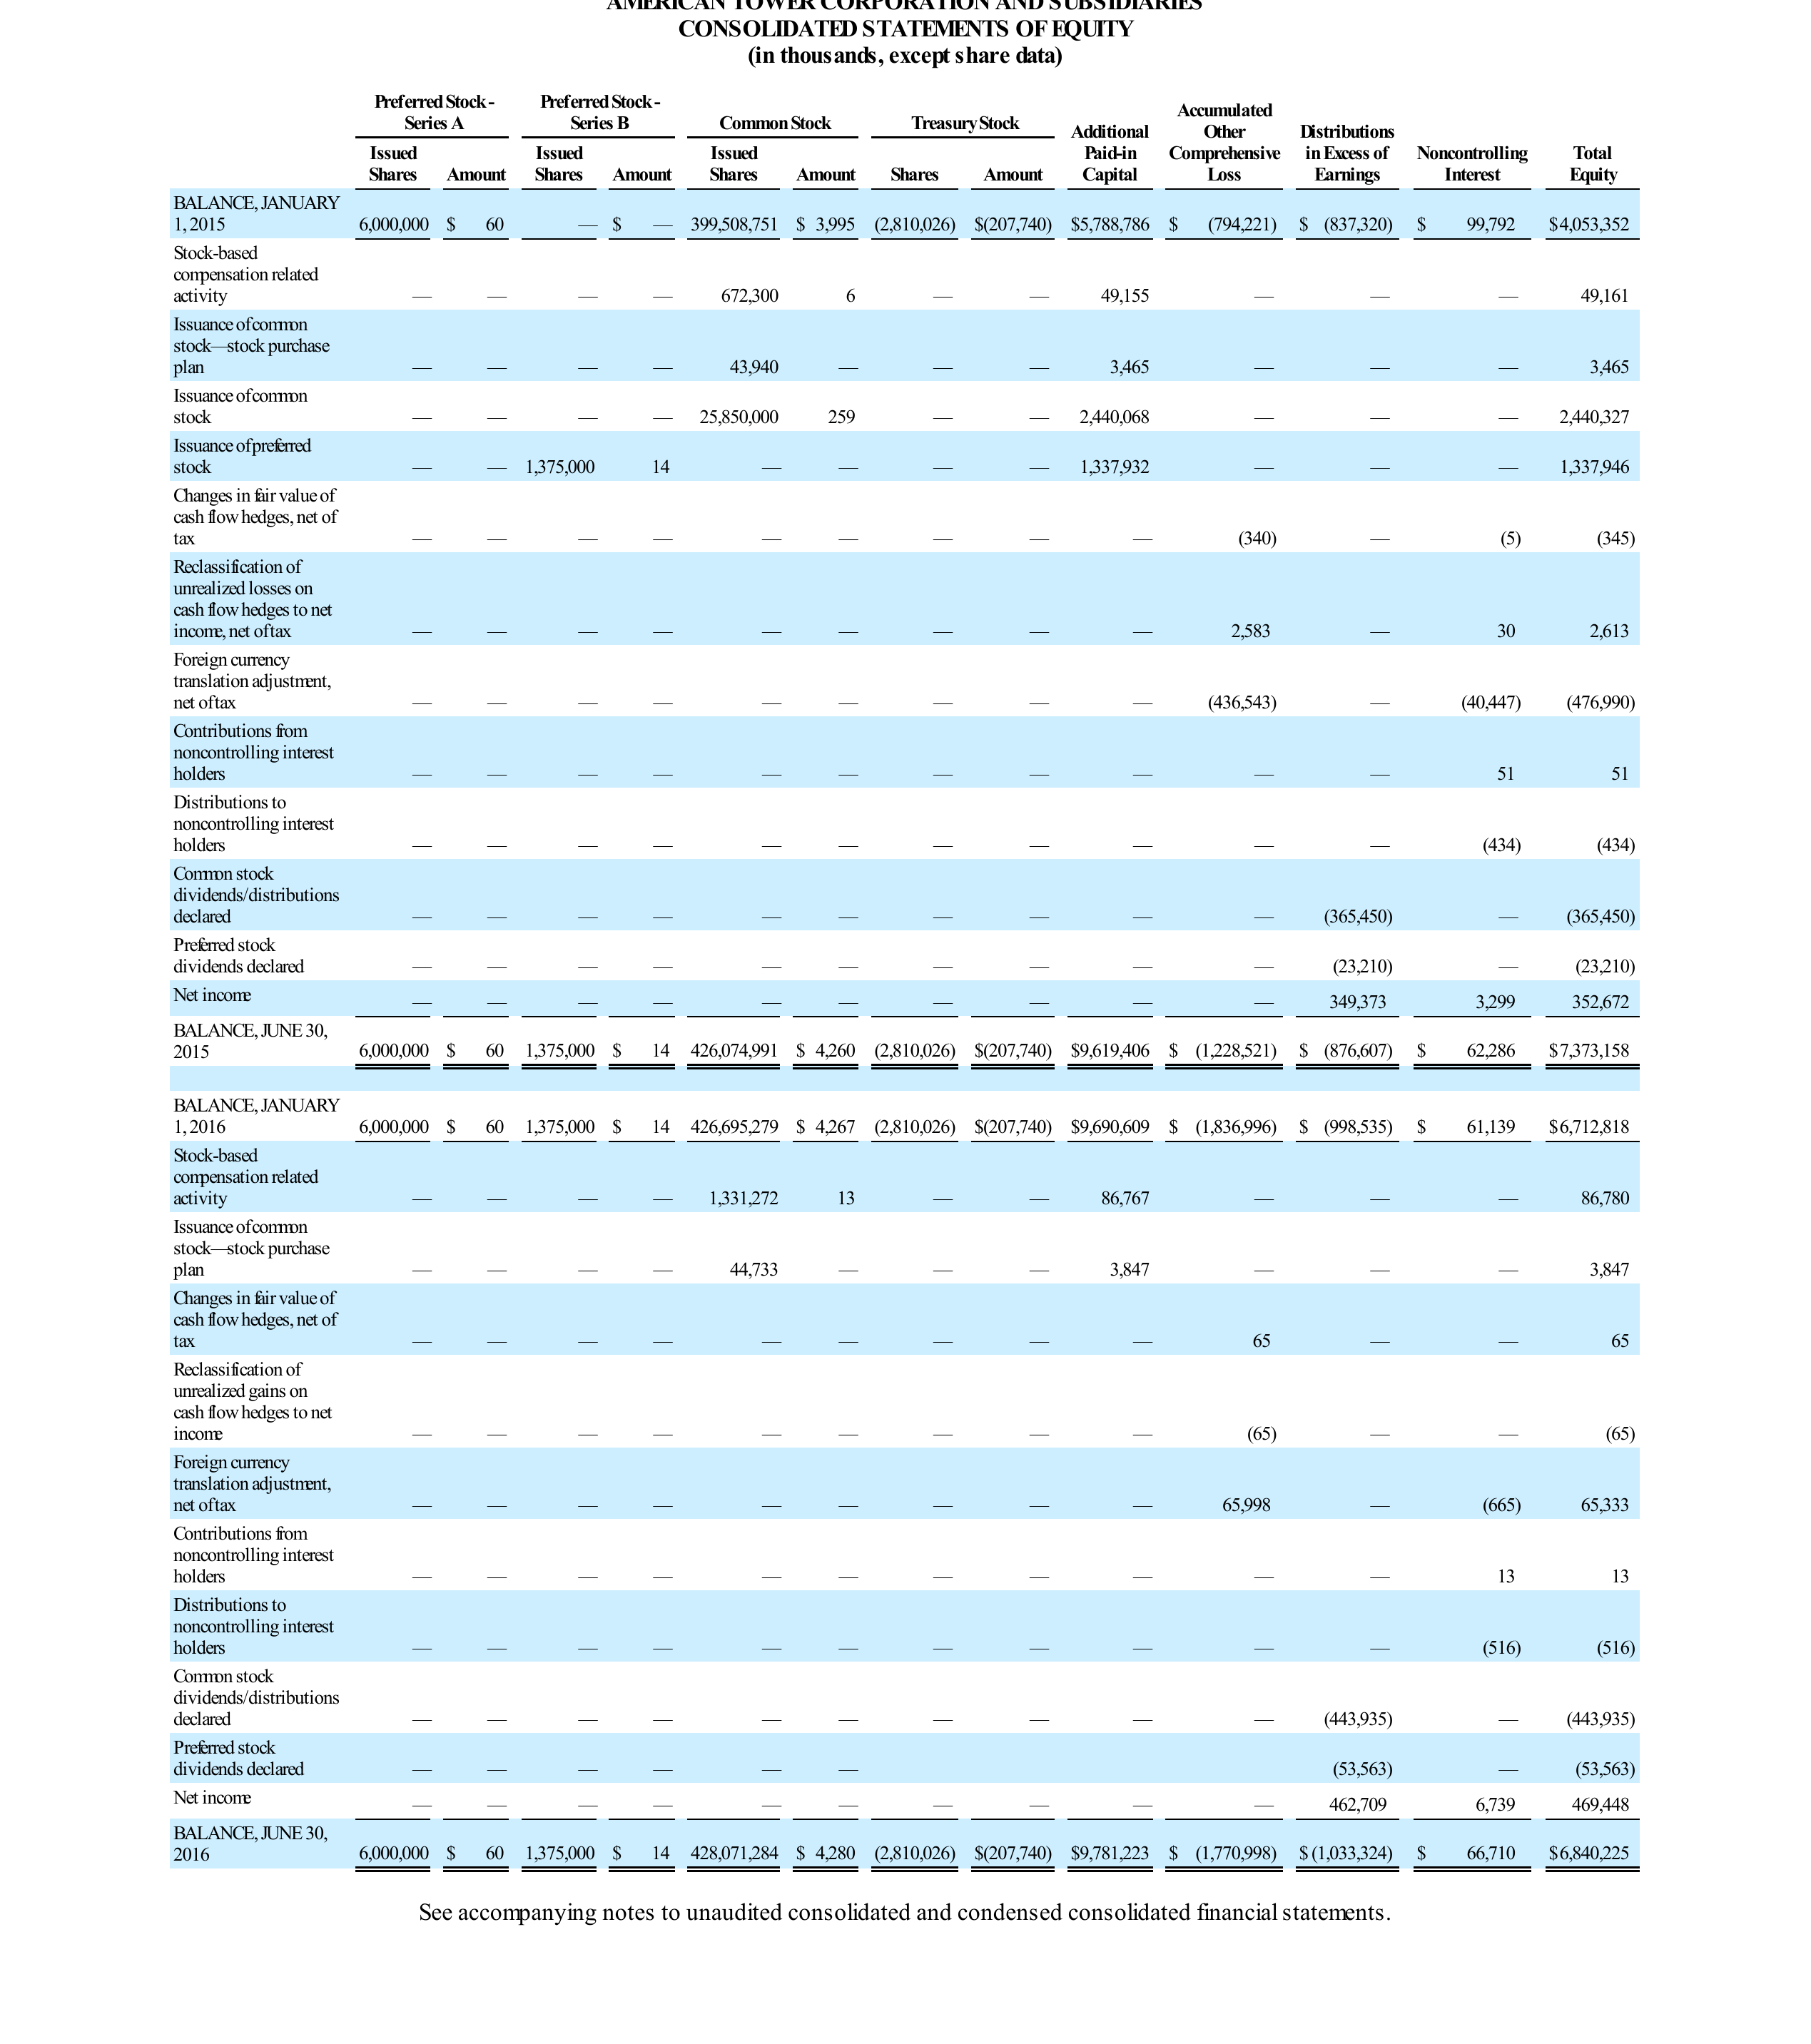 AMERICAN TOWER CORPORATION AND SUBSIDIARIES
CONSOLIDATED STATEMENTS OF EQUITY
(in thousands, except share data)
Preferred Stock - Preferred Stock - Accumulated
Series A Series B Common Stock Treasury Stock Additional Other Distributions
Issued Issued Issued Paid-in Comprehensive in Excess of Noncontrolling Total
Shares Amount Shares Amount Shares Amount Shares Amount Capital Loss Earnings Interest Equity
BALANCE, JANUARY
1, 2015 6,000,000 $ 60 — $ — 399,508,751 $ 3,995 (2,810,026) $(207,740) $5,788,786 $ (794,221) $ (837,320) $ 99,792 $4,053,352
Stock-based
compensation related
activity — — — — 672,300 6 — — 49,155 — — — 49,161
Issuance of common
stock—stock purchase
plan — — — — 43,940 — — — 3,465 — — — 3,465
Issuance of common
stock — — — — 25,850,000 259 — — 2,440,068 — — — 2,440,327
Issuance of preferred
stock — — 1,375,000 14 — — — — 1,337,932 — — — 1,337,946
Changes in fair value of
cash flow hedges, net of
tax — — — — — — — — — (340) — (5) (345)
Reclassification of
unrealized losses on
cash flow hedges to net
income, net of tax — — — — — — — — — 2,583 — 30 2,613
Foreign currency
translation adjustment,
net of tax — — — — — — — — — (436,543) — (40,447) (476,990)
Contributions from
noncontrolling interest
holders — — — — — — — — — — — 51 51
Distributions to
noncontrolling interest
holders — — — — — — — — — — — (434) (434)
Common stock
dividends/distributions
declared — — — — — — — — — — (365,450) — (365,450)
Preferred stock
dividends declared — — — — — — — — — — (23,210) — (23,210)
Net income — — — — — — — — — — 349,373 3,299 352,672
BALANCE, JUNE 30,
2015 6,000,000 $ 60 1,375,000 $ 14 426,074,991 $ 4,260 (2,810,026) $(207,740) $9,619,406 $ (1,228,521) $ (876,607) $ 62,286 $7,373,158
BALANCE, JANUARY
1, 2016 6,000,000 $ 60 1,375,000 $ 14 426,695,279 $ 4,267 (2,810,026) $(207,740) $9,690,609 $ (1,836,996) $ (998,535) $ 61,139 $6,712,818
Stock-based
compensation related
activity — — — — 1,331,272 13 — — 86,767 — — — 86,780
Issuance of common
stock—stock purchase
plan — — — — 44,733 — — — 3,847 — — — 3,847
Changes in fair value of
cash flow hedges, net of
tax — — — — — — — — — 65 — — 65
Reclassification of
unrealized gains on
cash flow hedges to net
income — — — — — — — — — (65) — — (65)
Foreign currency
translation adjustment,
net of tax — — — — — — — — — 65,998 — (665) 65,333
Contributions from
noncontrolling interest
holders — — — — — — — — — — — 13 13
Distributions to
noncontrolling interest
holders — — — — — — — — — — — (516) (516)
Common stock
dividends/distributions
declared — — — — — — — — — — (443,935) — (443,935)
Preferred stock
dividends declared — — — — — — (53,563) — (53,563)
Net income — — — — — — — — — — 462,709 6,739 469,448
BALANCE, JUNE 30,
2016 6,000,000 $ 60 1,375,000 $ 14 428,071,284 $ 4,280 (2,810,026) $(207,740) $9,781,223 $ (1,770,998) $ (1,033,324) $ 66,710 $6,840,225
See accompanying notes to unaudited consolidated and condensed consolidated financial statements.